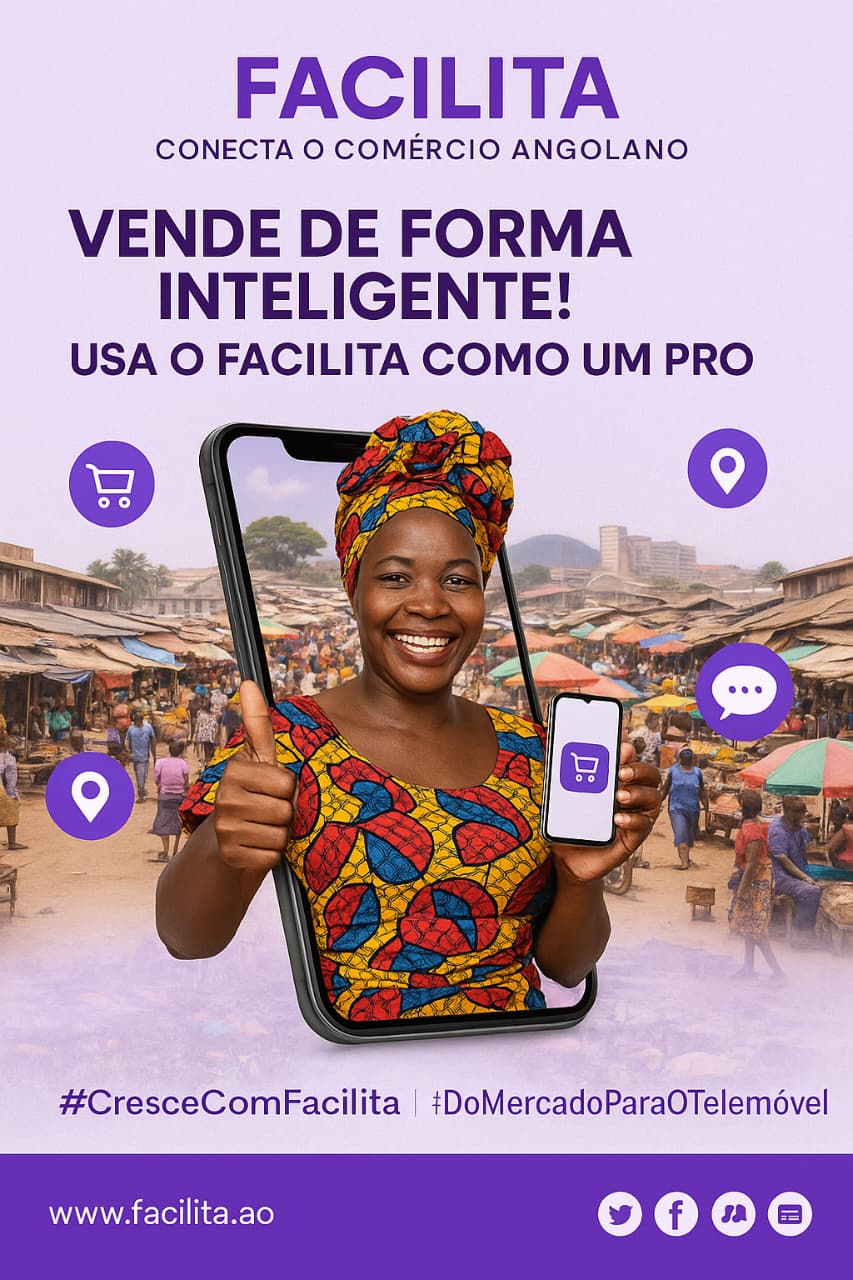 FACILITA
CONECTA O COMÉRCIO ANGOLANO
VENDE DE FORMA
INTELIGENTE!
USA O FACILITA COMO UM PRO
#CresceComFacilita | #DoMercadoParaOTelemóvel
www.facilita.ao